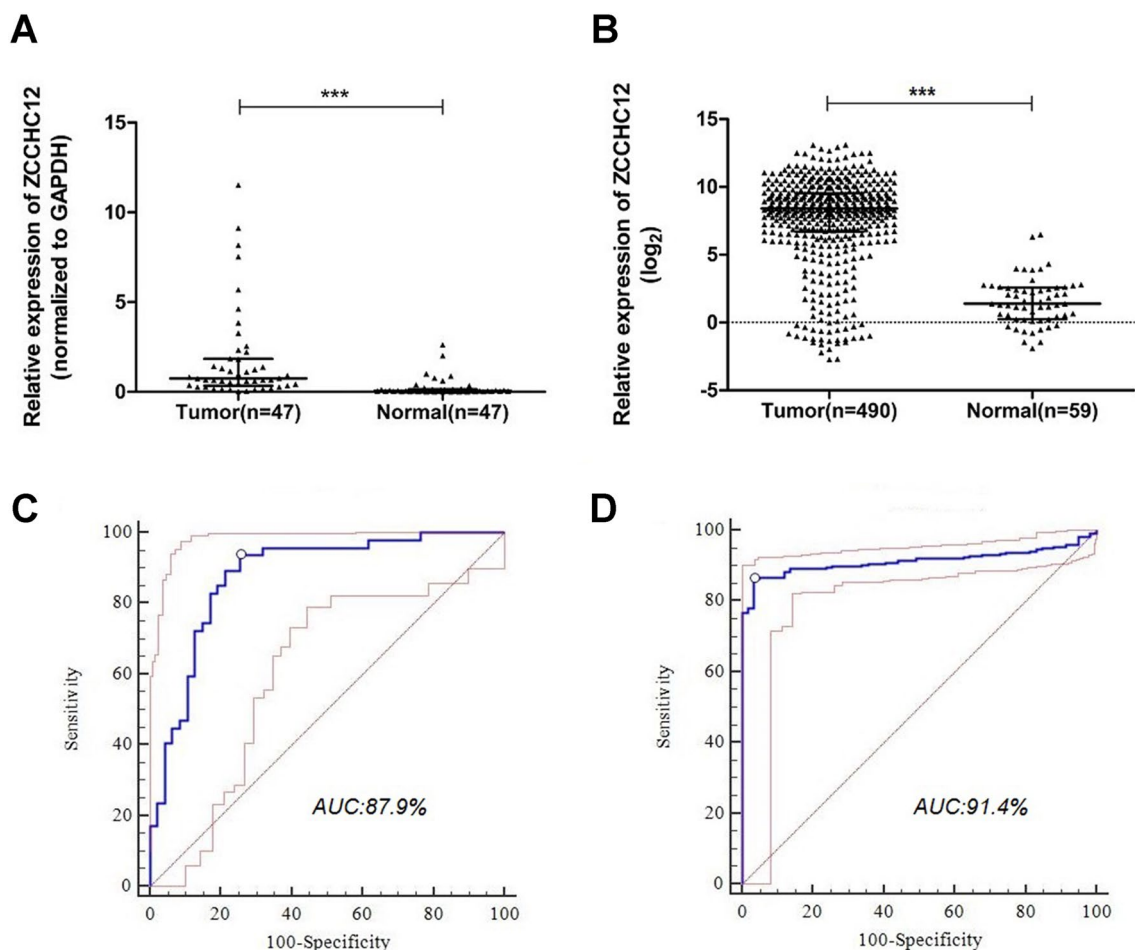 A
Relative expression of ZCCHC12
(normalized to GAPDH)
***
15
10
5
0
Tumor(n=47)
Normal(n=47)
B
Relative expression of ZCCHC12
(log2)
***
15
10
5
0
-5
Tumor(n=490)
Normal(n=59)
C
Sensitivity
100
80
60
40
20
0
AUC:87.9%
0 20 40 60 80 100
100-Specificity
D
Sensitivity
100
80
60
40
20
0
AUC:91.4%
0 20 40 60 80 100
100-Specificity